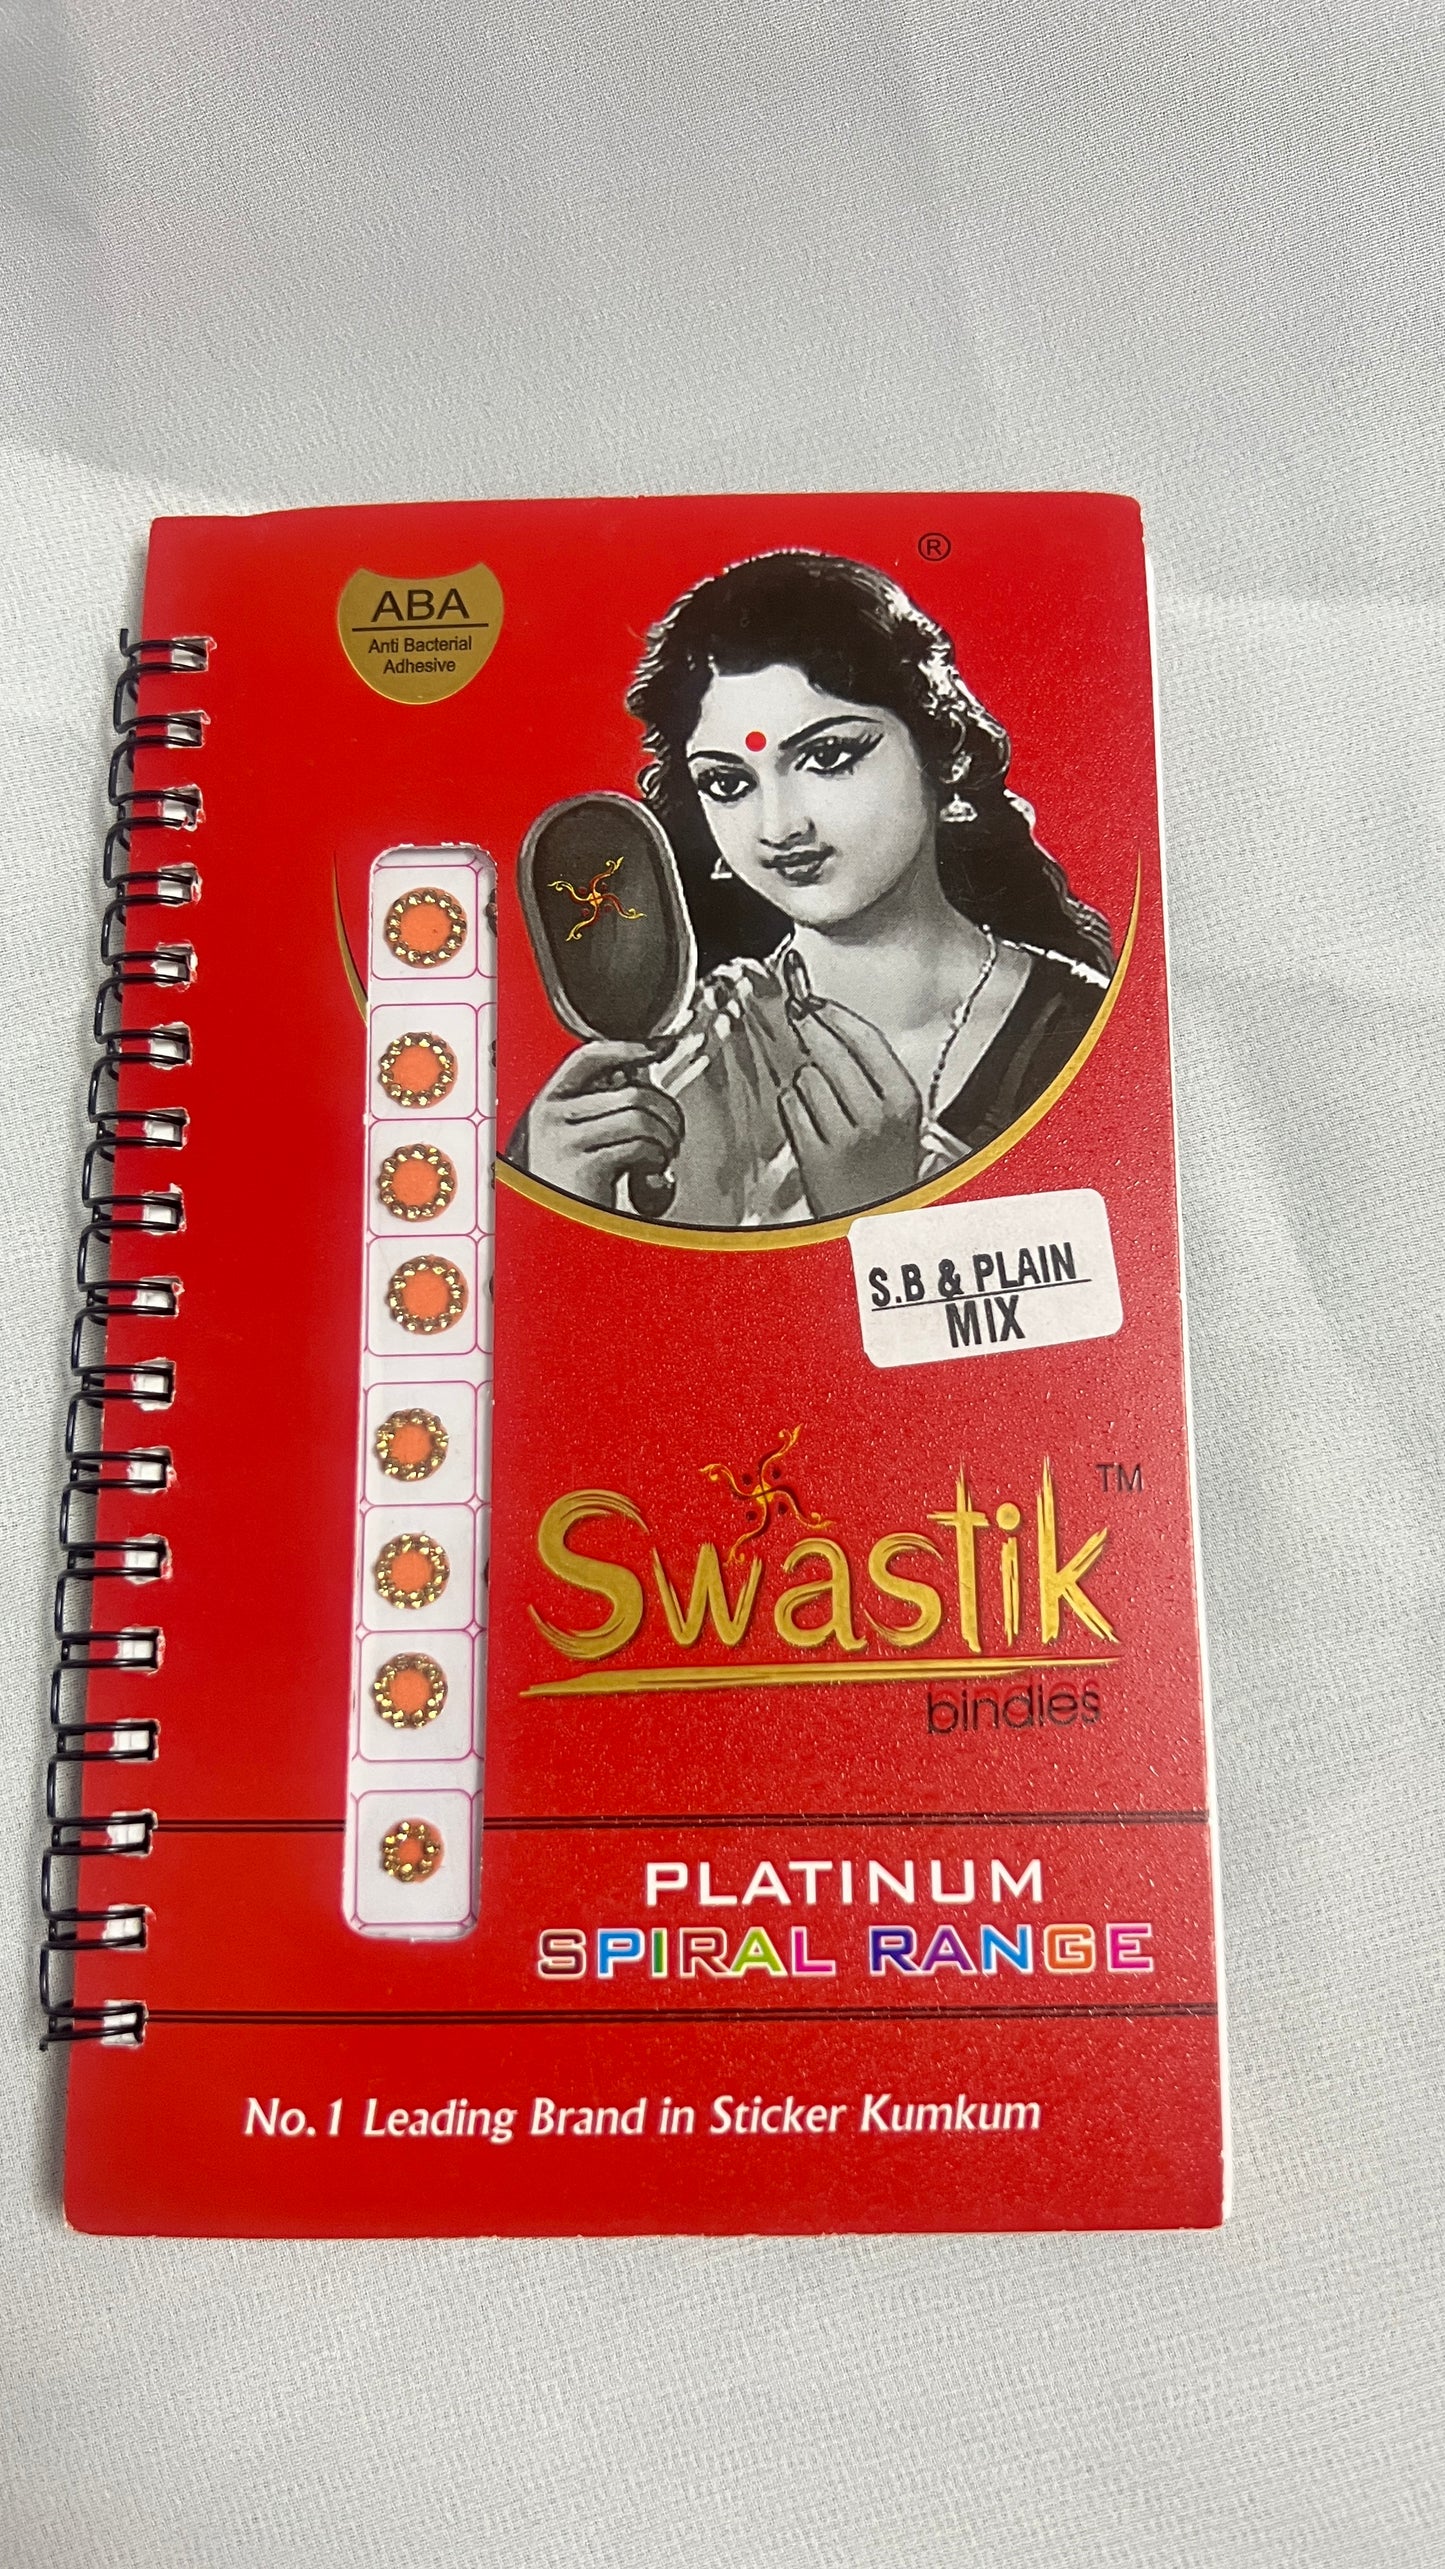 ®
ABA
Anti Bacterial
Adhesive
S.B & PLAIN
MIX
Swastik TM
bindies
PLATINUM
SPIRAL RANGE
No. 1 Leading Brand in Sticker Kumkum